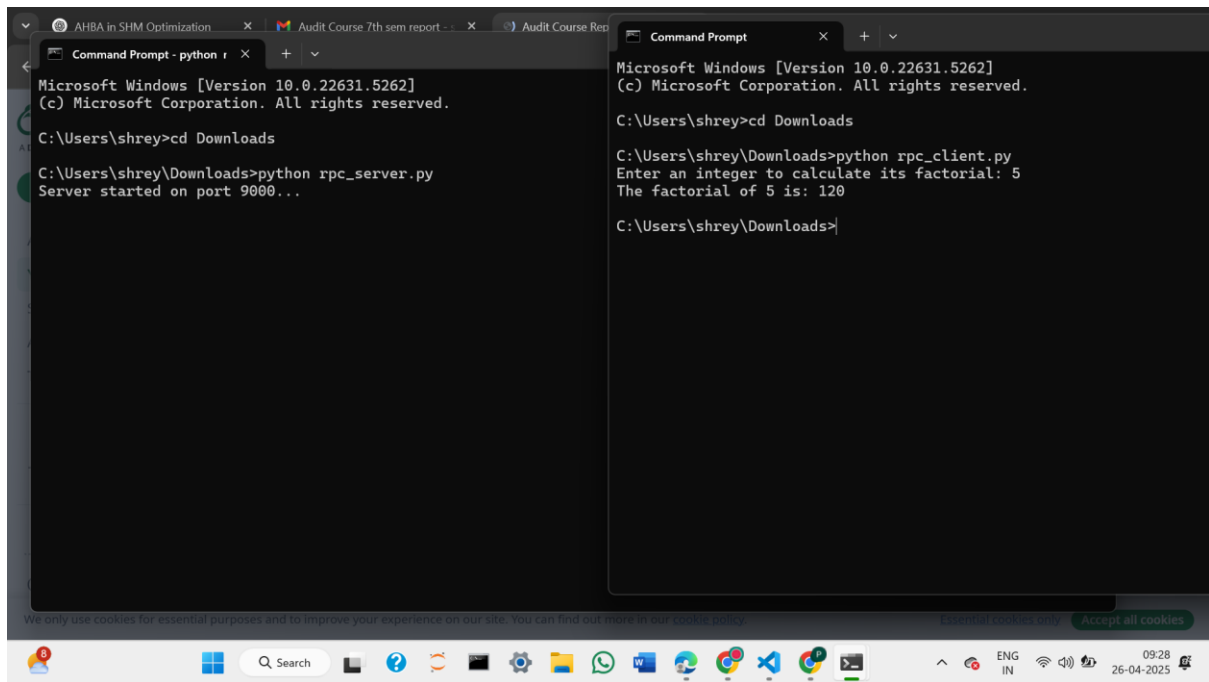 AHBA in SHM Optimization
Audit Course 7th sem report -
Audit Course Rep
Command Prompt - python r
Microsoft Windows [Version 10.0.22631.5262]
(c) Microsoft Corporation. All rights reserved.
C:\Users\shrey>cd Downloads
C:\Users\shrey\Downloads>python rpc_server.py
Server started on port 9000...
Command Prompt
Microsoft Windows [Version 10.0.22631.5262]
(c) Microsoft Corporation. All rights reserved.
C:\Users\shrey>cd Downloads
C:\Users\shrey\Downloads>python rpc_client.py
Enter an integer to calculate its factorial: 5
The factorial of 5 is: 120
C:\Users\shrey\Downloads>
We only use cookies for essential purposes and to improve your experience on our site. You can find out more in our cookie policy.
Essential cookies only
Accept all cookies
8
Search
ENG
IN
09:28
26-04-2025